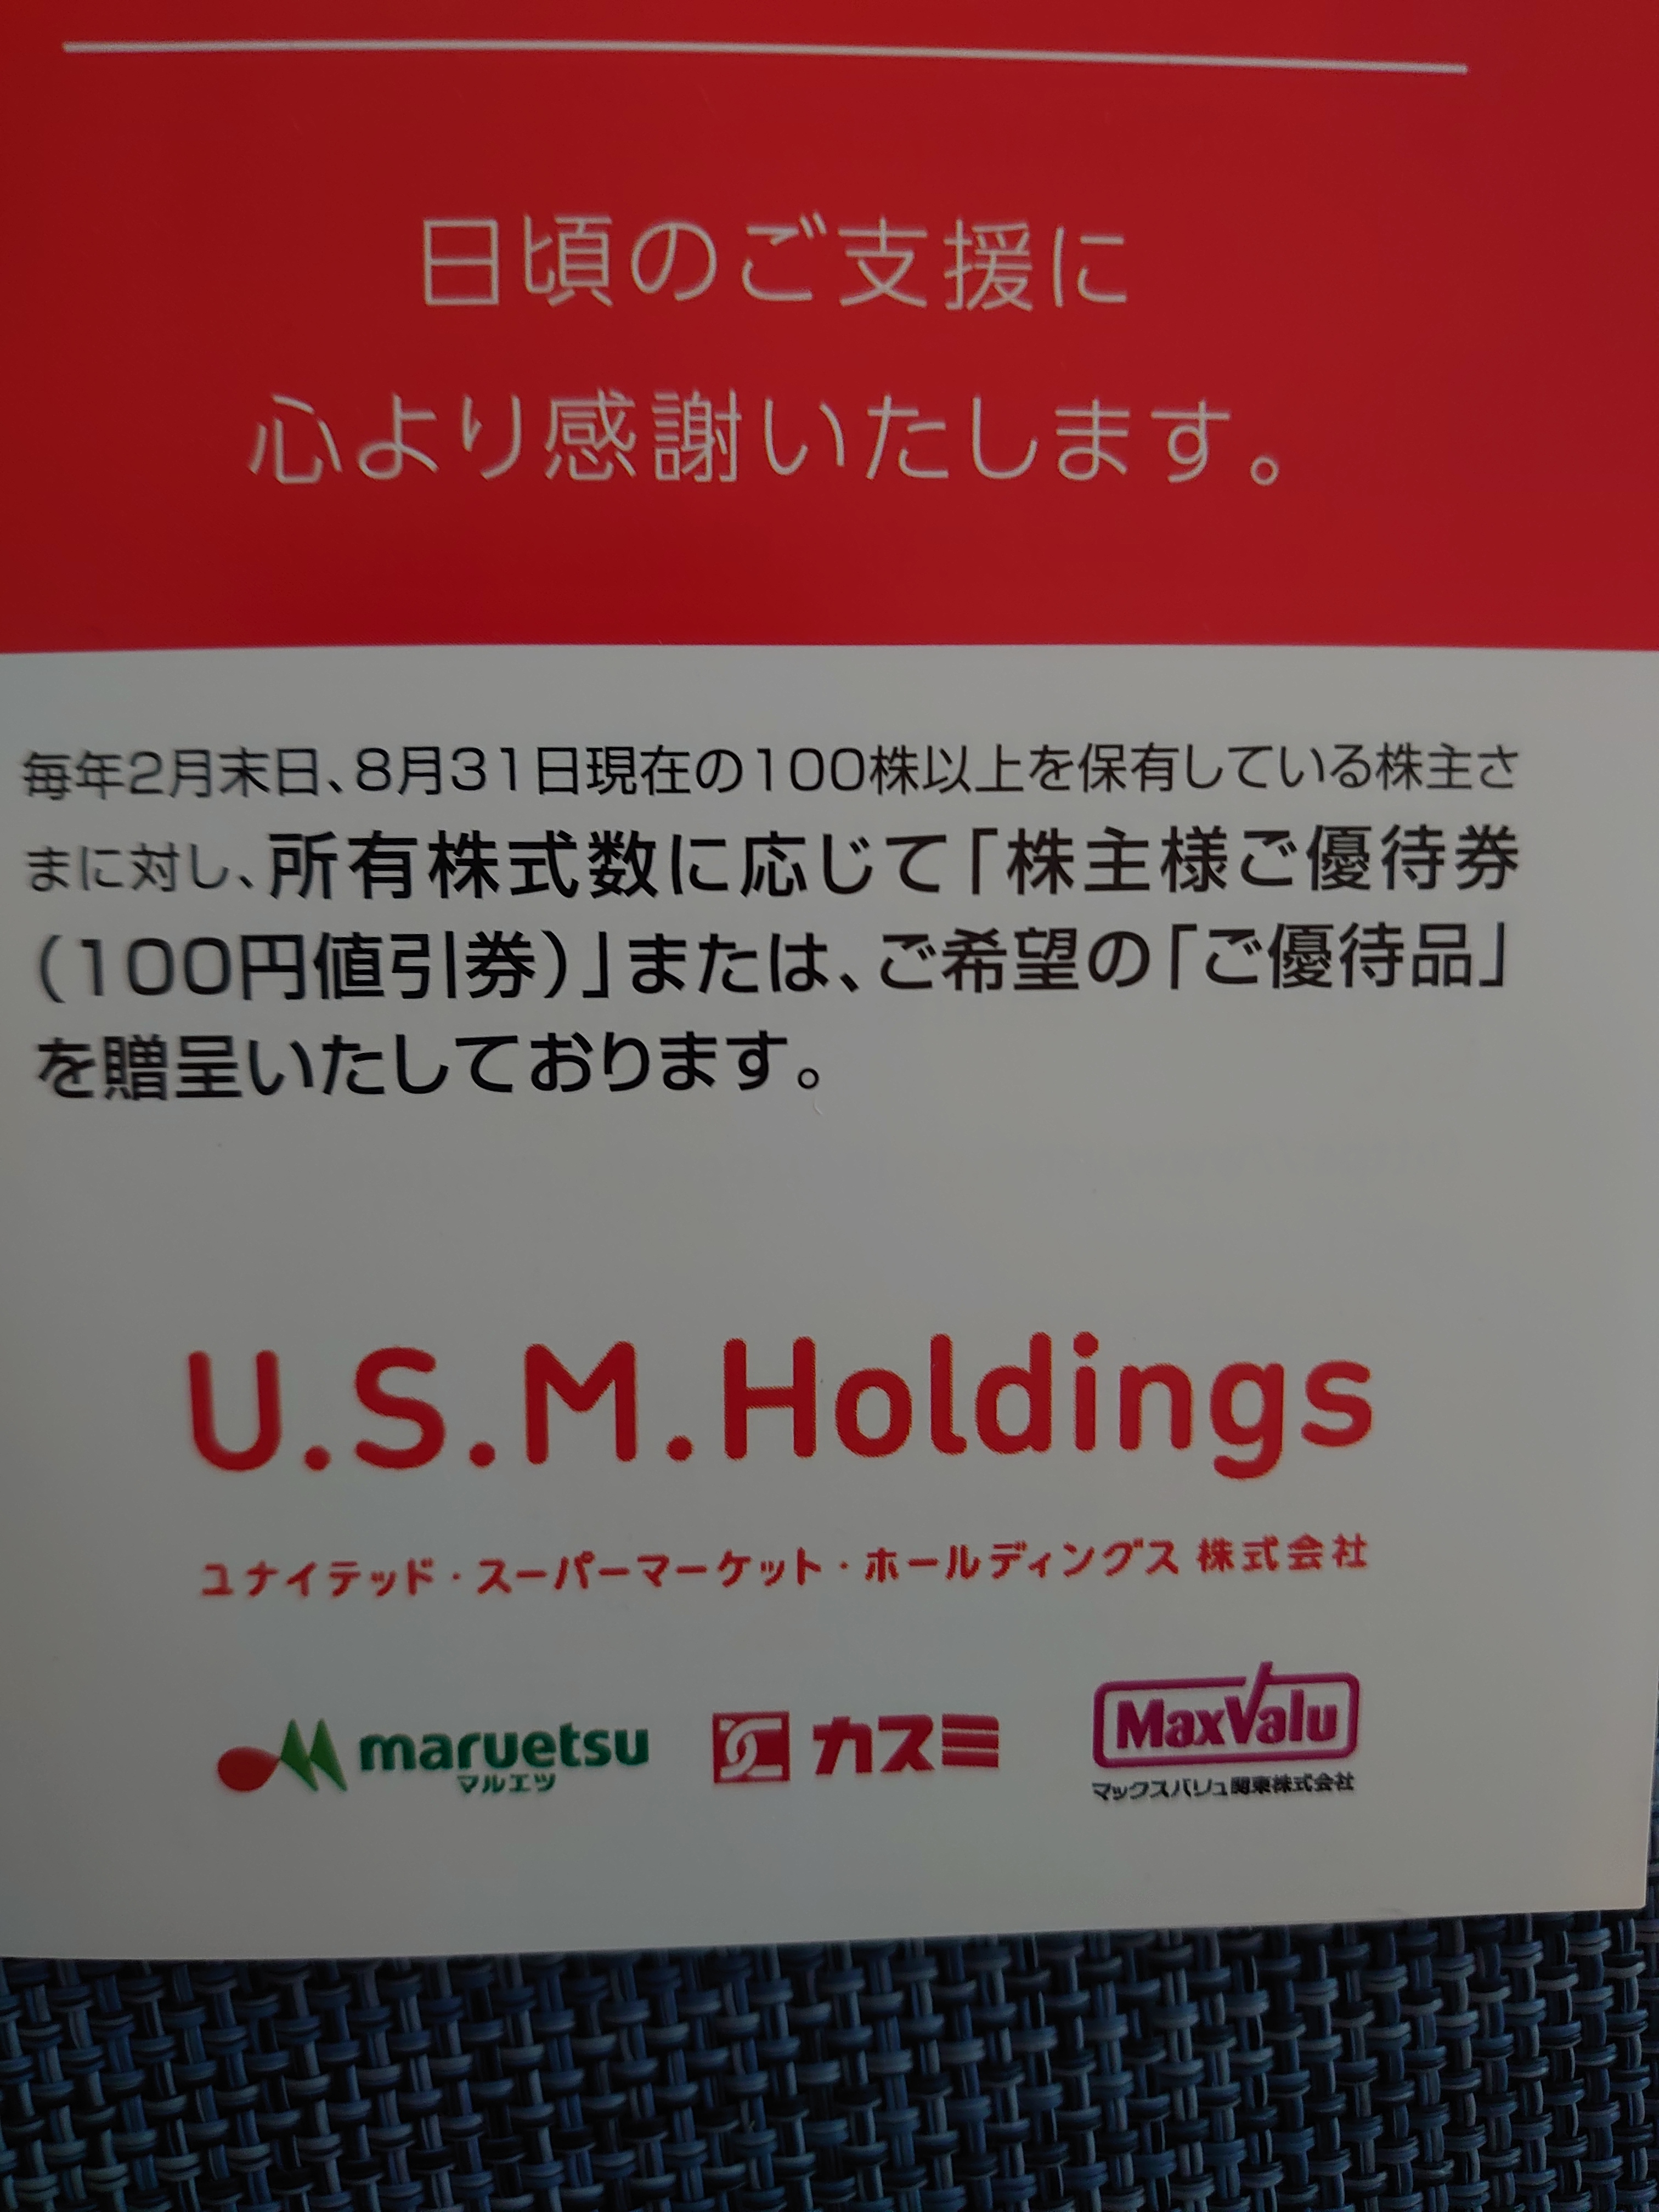 日頃のご支援に
心より感謝いたします。
毎年2月末日、8月31日現在の100株以上を保有している株主さ
まに対し、所有株式数に応じて「株主様ご優待券
(100円値引券)」または、ご希望の「ご優待品」
を贈呈いたしております。
U.S.M.Holdings
ユナイテッド・スーパーマーケット・ホールディングス 株式会社
maruetsu カスミ MaxValu
マルエツ マックスバリュ関東株式会社